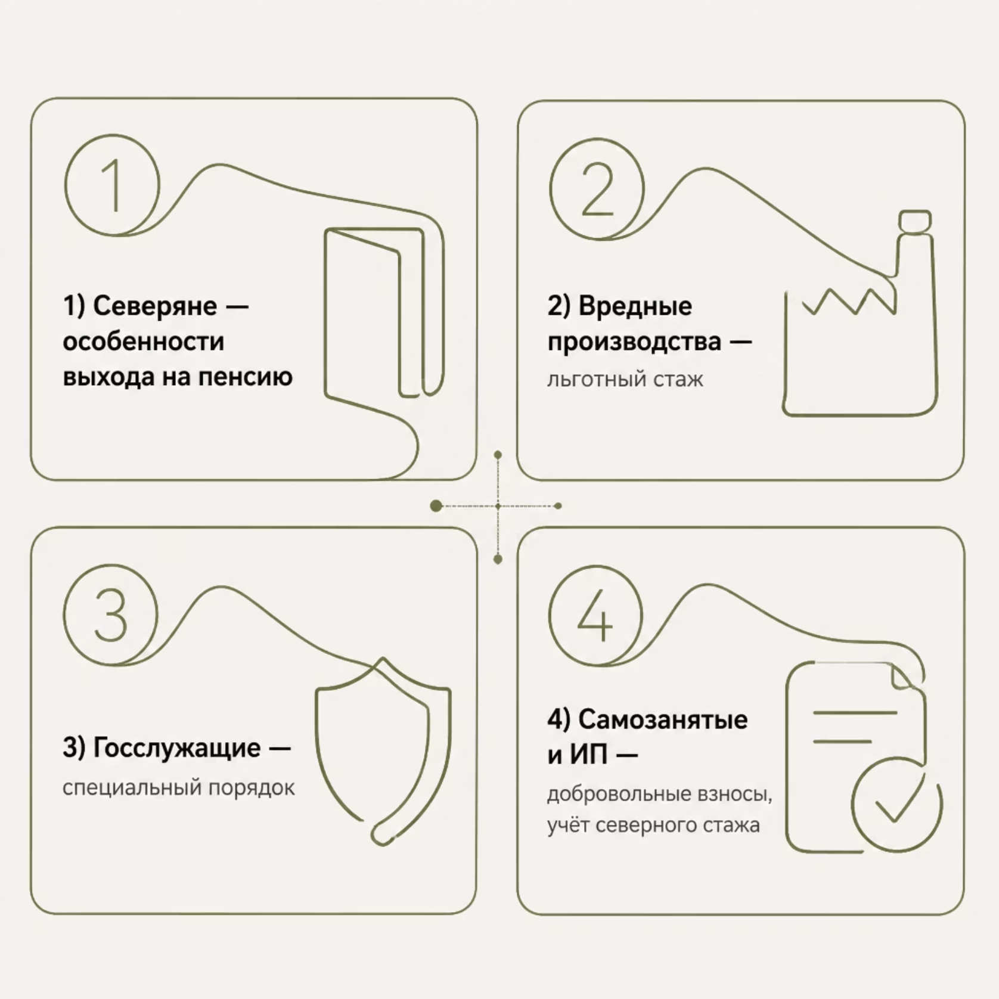 1
1) Северяне —
особенности
выхода на пенсию
2
2) Вредные
производства —
льготный стаж
3
3) Госслужащие —
специальный порядок
4
4) Самозанятые
и ИП —
добровольные взносы,
учёт северного стажа